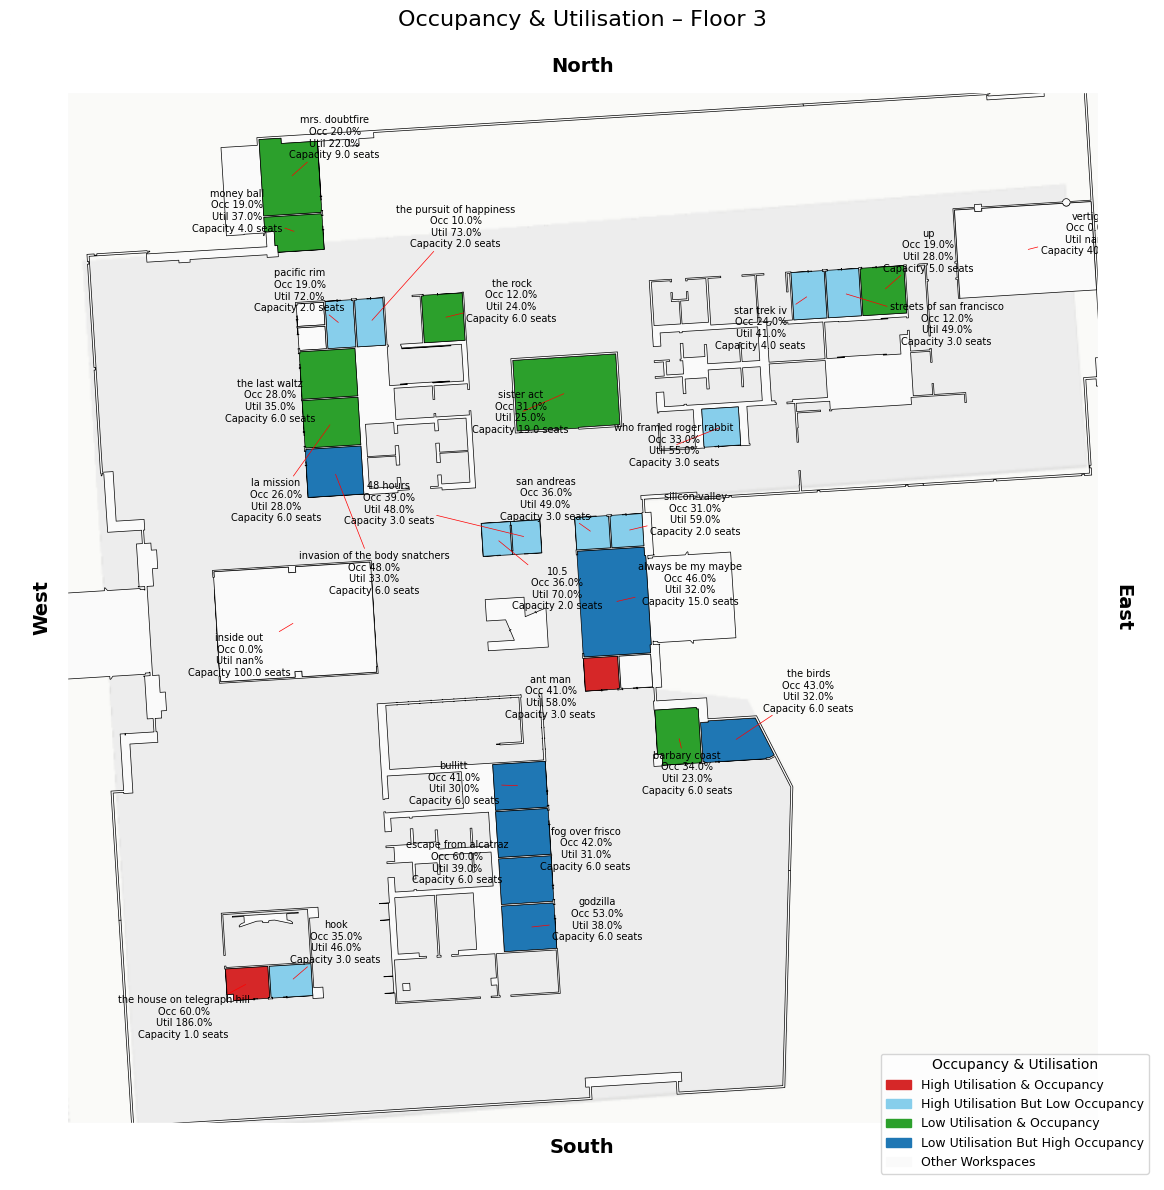 Occupancy & Utilisation – Floor 3
North
mrs. doubtfire
Occ 20.0%
Util 22.0%
Capacity 9.0 seats
money ball
Occ 19.0%
Util 37.0%
Capacity 4.0 seats
the pursuit of happiness
Occ 10.0%
Util 73.0%
Capacity 2.0 seats
up
Occ 19.0%
Util 28.0%
Capacity 5.0 seats
Occ 0.
Util
Capacity 40
pacific rim
Occ 19.0%
Util 72.0%
Capacity 2.0 seats
the rock
Occ 12.0%
Util 24.0%
Capacity 6.0 seats
star trek iv
Occ 24.0%
Util 41.0%
Capacity 4.0 seats
streets of san francisco
Occ 12.0%
Util 49.0%
Capacity 3.0 seats
the last waltz
Occ 28.0%
Util 35.0%
Capacity 6.0 seats
sister act
Occ 31.0%
Util 25.0%
Capacity 19.0 seats
who framed roger rabbit
Occ 33.0%
Util 55.0%
Capacity 3.0 seats
la mission
Occ 26.0%
Util 28.0%
Capacity 6.0 seats
48 hours
Occ 39.0%
Util 48.0%
Capacity 3.0 seats
san andreas
Occ 36.0%
Util 49.0%
Capacity 3.0 seats
silicon valley
Occ 31.0%
Util 59.0%
Capacity 2.0 seats
invasion of the body snatchers
Occ 48.0%
Util 33.0%
Capacity 6.0 seats
10.5
Occ 36.0%
Util 70.0%
Capacity 2.0 seats
always be my maybe
Occ 46.0%
Util 32.0%
Capacity 15.0 seats
West
East
inside out
Occ 0.0%
Util nan%
Capacity 100.0 seats
ant man
Occ 41.0%
Util 58.0%
Capacity 3.0 seats
the birds
Occ 43.0%
Util 32.0%
Capacity 6.0 seats
barbary coast
Occ 34.0%
Util 23.0%
Capacity 6.0 seats
bullitt
Occ 41.0%
Util 30.0%
Capacity 6.0 seats
fog over frisco
Occ 42.0%
Util 31.0%
Capacity 6.0 seats
escape from alcatraz
Occ 60.0%
Util 39.0%
Capacity 6.0 seats
godzilla
Occ 53.0%
Util 38.0%
Capacity 6.0 seats
hook
Occ 35.0%
Util 46.0%
Capacity 3.0 seats
the house on telegraph hill
Occ 60.0%
Util 186.0%
Capacity 1.0 seats
South
Occupancy & Utilisation
High Utilisation & Occupancy
High Utilisation But Low Occupancy
Low Utilisation & Occupancy
Low Utilisation But High Occupancy
Other Workspaces